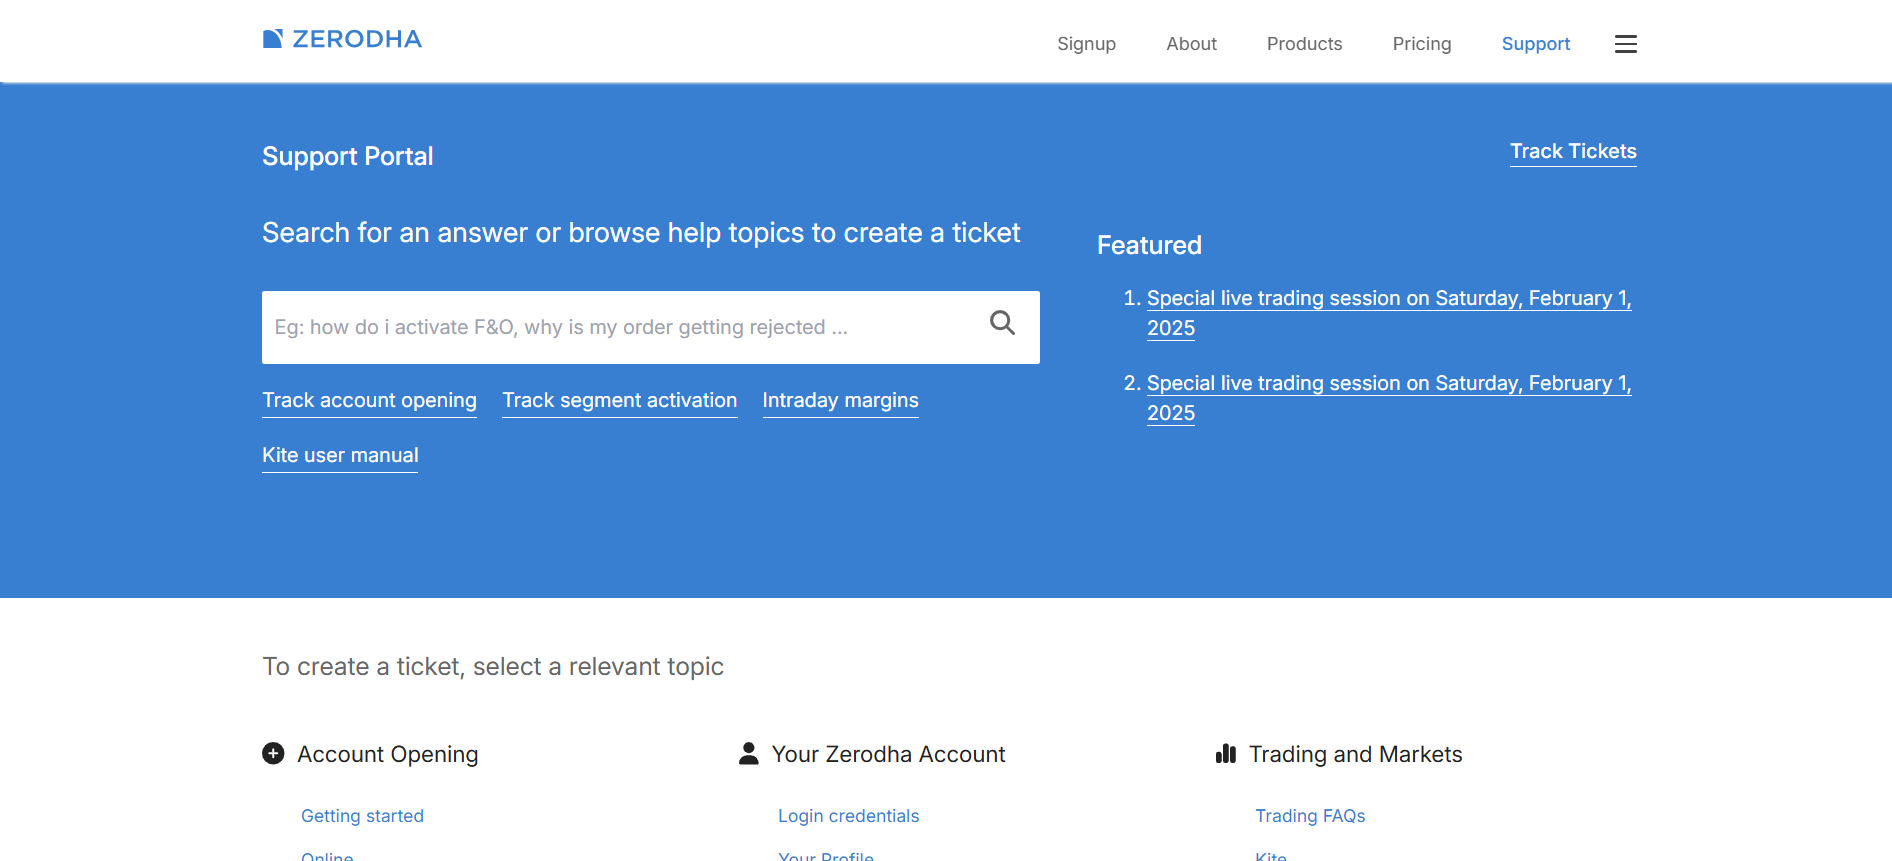 ZERODHA
Signup
About
Products
Pricing
Support
Support Portal
Track Tickets
Search for an answer or browse help topics to create a ticket
Eg: how do i activate F&O, why is my order getting rejected ...
Track account opening
Track segment activation
Intraday margins
Kite user manual
Featured
1. Special live trading session on Saturday, February 1,
2025
2. Special live trading session on Saturday, February 1,
2025
To create a ticket, select a relevant topic
Account Opening
Getting started
Online
Your Zerodha Account
Login credentials
Your Profile
Trading and Markets
Trading FAQs
Kite